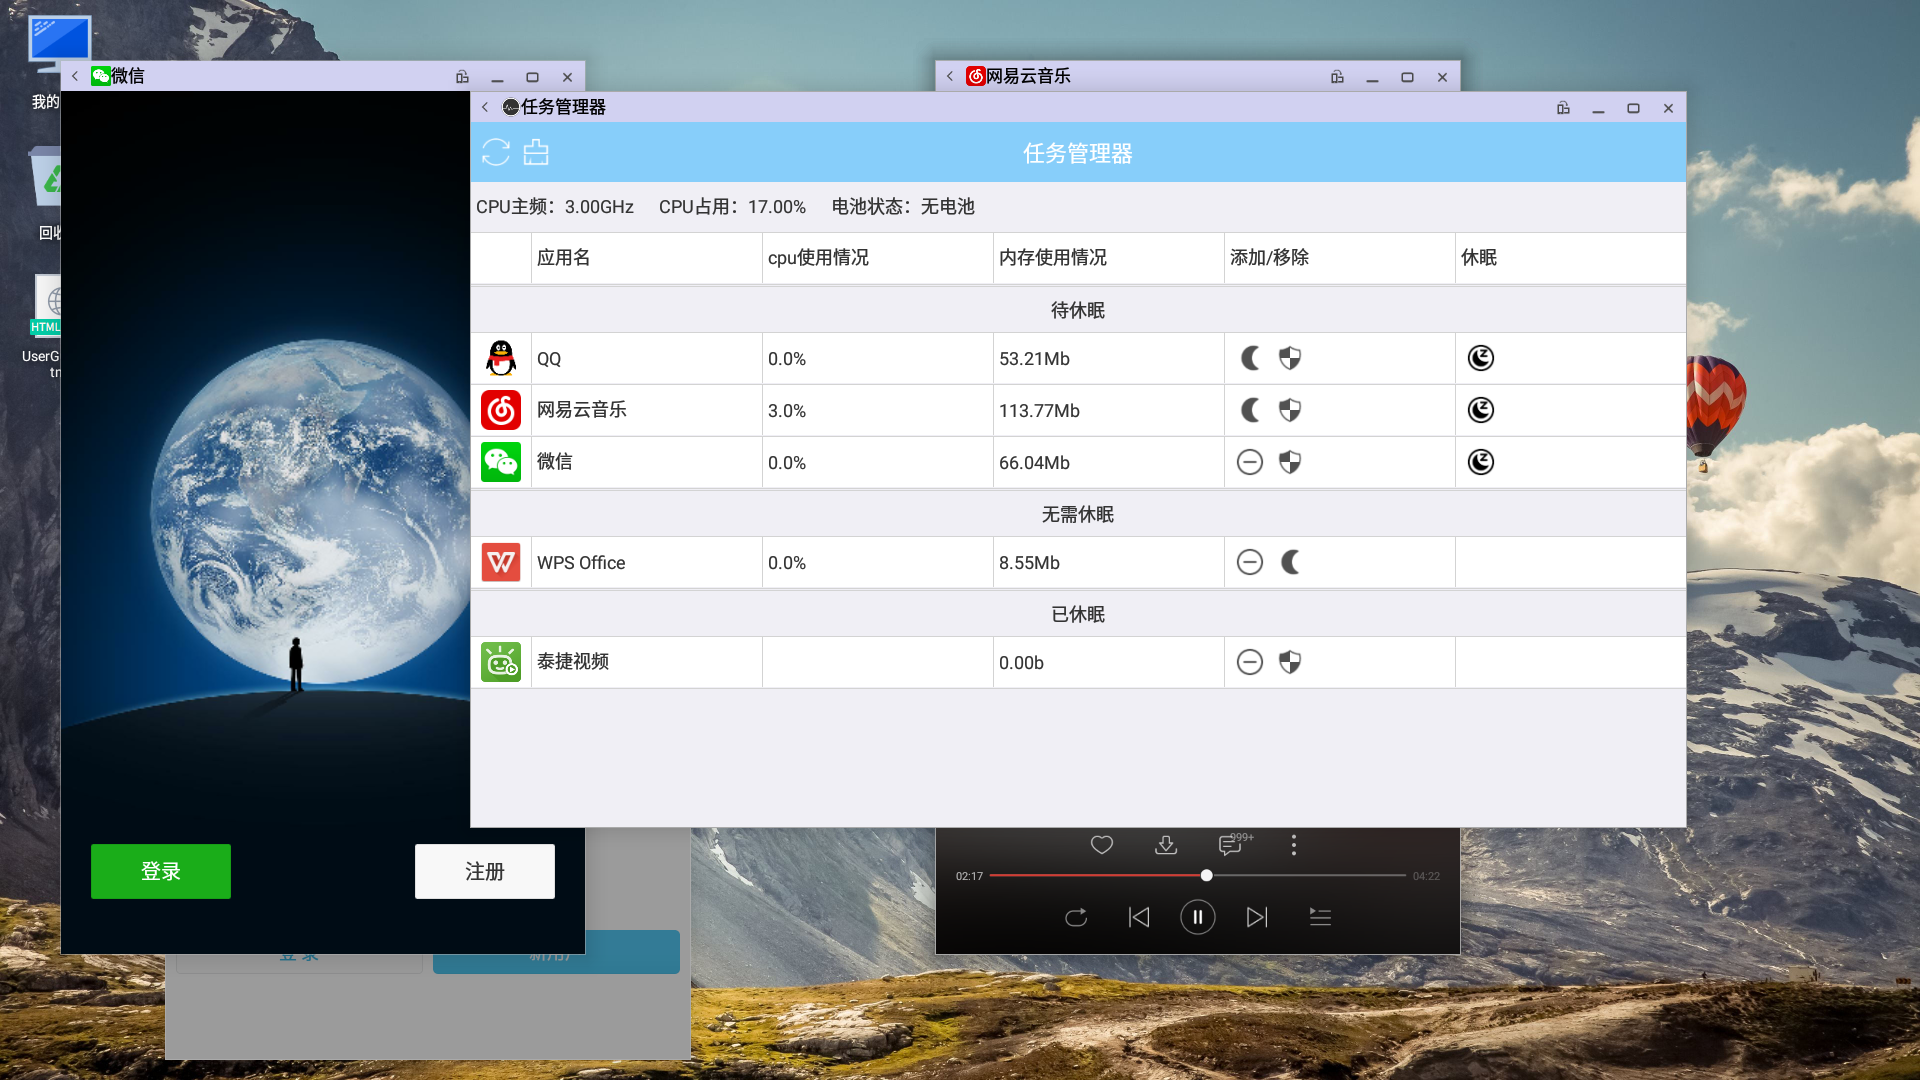 我的
回收
HTML
UserG
tm
微信
网易云音乐
任务管理器
任务管理器
CPU主频：3.00GHz CPU占用：17.00% 电池状态：无电池
应用名 cpu使用情况 内存使用情况 添加/移除 休眠
待休眠
QQ 0.0% 53.21Mb
网易云音乐 3.0% 113.77Mb
微信 0.0% 66.04Mb
无需休眠
WPS Office 0.0% 8.55Mb
已休眠
泰捷视频 0.00b
999+
登录 注册
02:17 04:22
登录 新用户